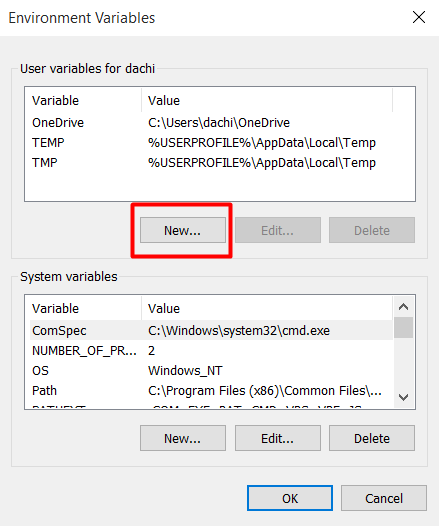 Environment Variables
User variables for dachi
Variable Value
OneDrive C:\Users\dachi\OneDrive
TEMP %USERPROFILE%\AppData\Local\Temp
TMP %USERPROFILE%\AppData\Local\Temp
New... Edit... Delete
System variables
Variable Value
ComSpec C:\Windows\system32\cmd.exe
NUMBER_OF_PR... 2
OS Windows_NT
Path C:\Program Files (x86)\Common Files\...
New... Edit... Delete
OK Cancel